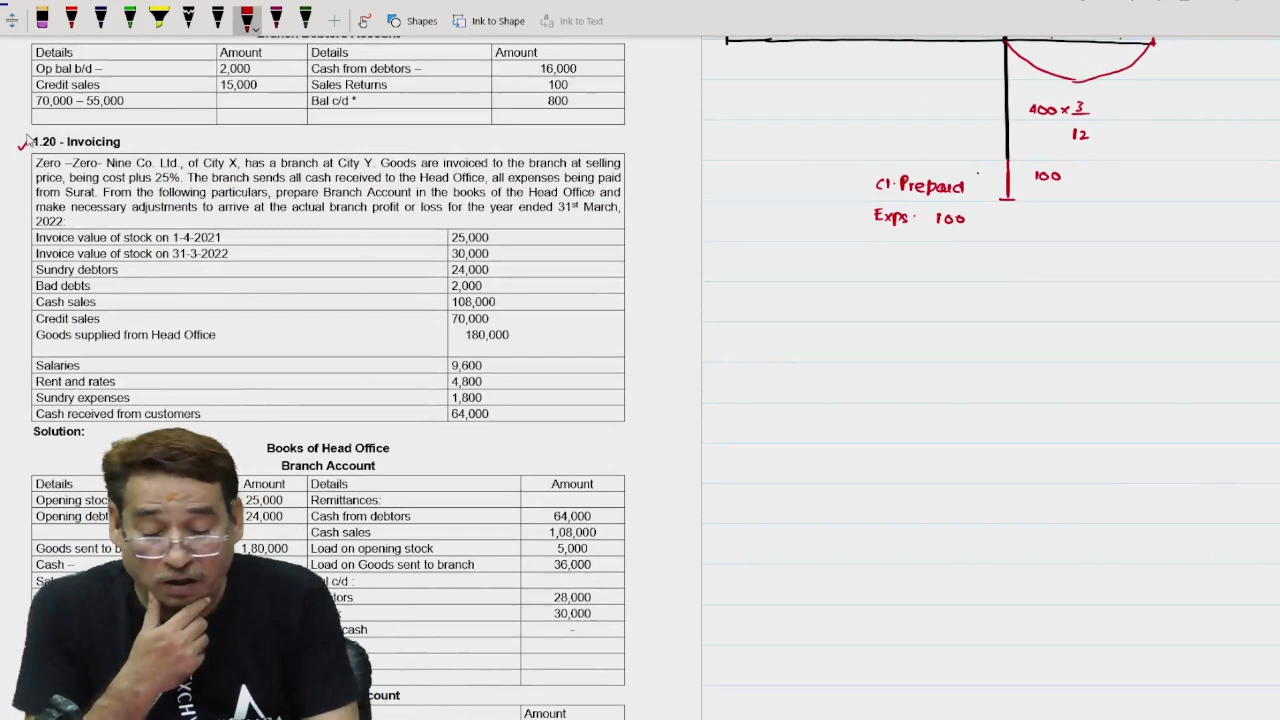 Shapes
Ink to Shape
Ink to Text
Details Amount Details Amount
Op bal b/d – 2,000 Cash from debtors – 16,000
Credit sales 15,000 Sales Returns 100
70,000 – 55,000 Bal c/d * 800
1.20 - Invoicing
Zero –Zero- Nine Co. Ltd., of City X, has a branch at City Y. Goods are invoiced to the branch at selling
price, being cost plus 25%. The branch sends all cash received to the Head Office, all expenses being paid
from Surat. From the following particulars, prepare Branch Account in the books of the Head Office and
make necessary adjustments to arrive at the actual branch profit or loss for the year ended 31st March,
2022:
Invoice value of stock on 1-4-2021 25,000
Invoice value of stock on 31-3-2022 30,000
Sundry debtors 24,000
Bad debts 2,000
Cash sales 108,000
Credit sales 70,000
Goods supplied from Head Office 180,000
Salaries 9,600
Rent and rates 4,800
Sundry expenses 1,800
Cash received from customers 64,000
Solution:
Books of Head Office
Branch Account
Details Amount Details Amount
Opening 25,000 Remittances:
Opening 24,000 Cash from debtors 64,000
Cash sales 1,08,000
Goods sent to 1,80,000 Load on opening stock 5,000
Cash – Load on Goods sent to branch 36,000
c/d :
28,000
30,000
cash -
Amount
400 × 3
12
100
Cl. Prepaid
Exps. 100